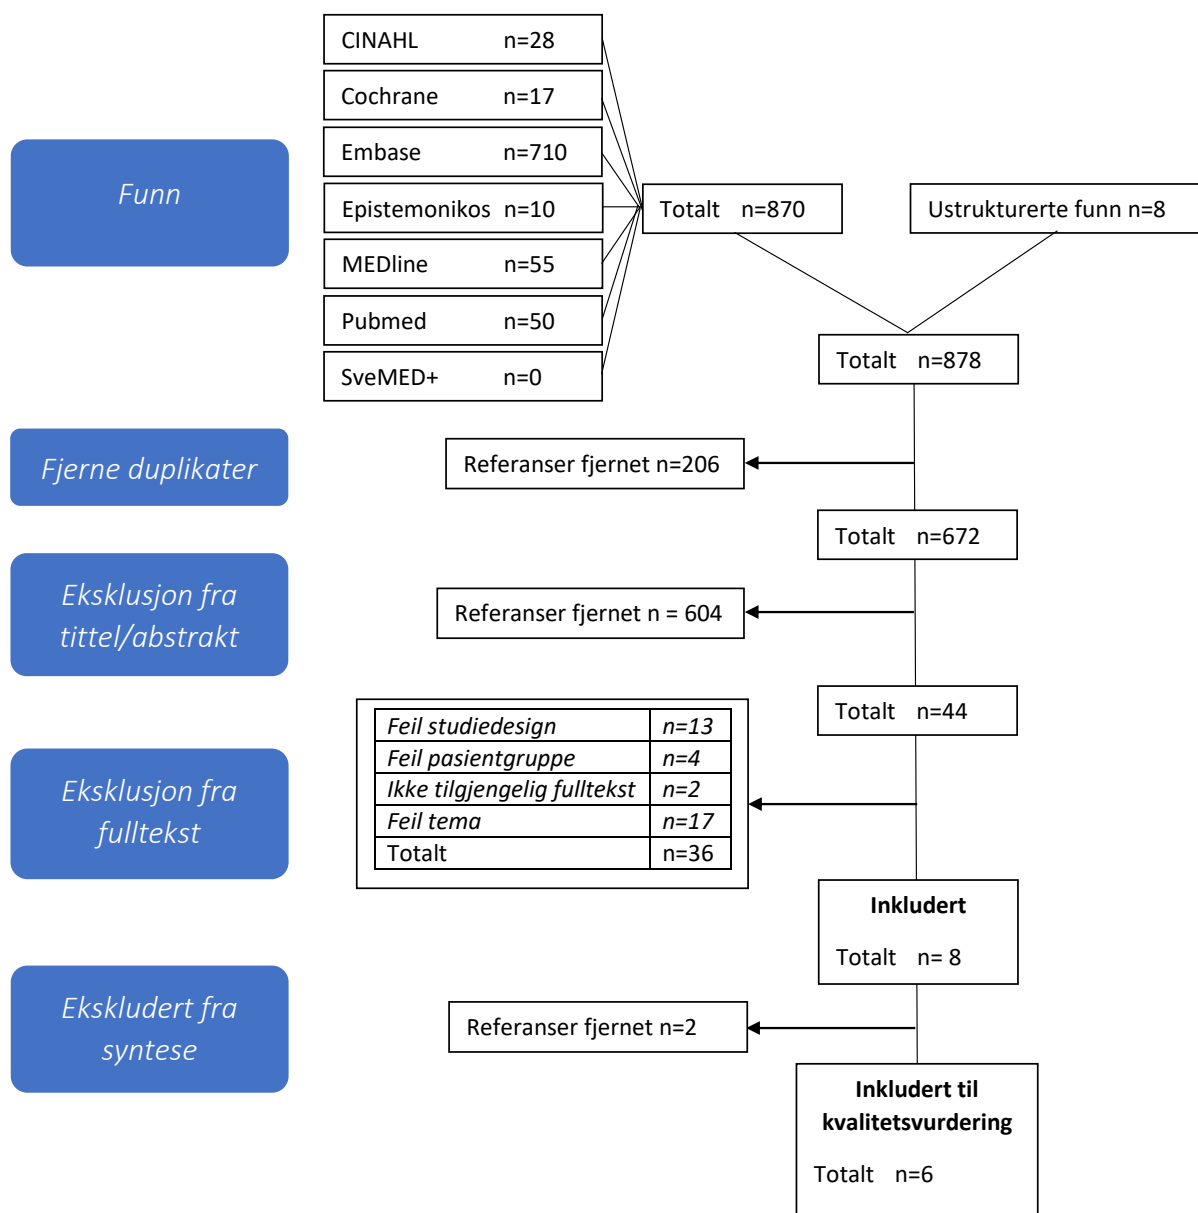 CINAHL n=28
Cochrane n=17
Embase n=710
Epistemonikos n=10
MEDline n=55
Pubmed n=50
SveMED+ n=0
Funn
Totalt n=870
Ustrukturerte funn n=8
Totalt n=878
Fjerne duplikater
Referanser fjernet n=206
Totalt n=672
Eksklusjon fra
tittel/abstrakt
Referanser fjernet n = 604
Totalt n=44
Eksklusjon fra
fulltekst
Feil studiedesign n=13
Feil pasientgruppe n=4
Ikke tilgjengelig fulltekst n=2
Feil tema n=17
Totalt n=36
Inkludert
Totalt n= 8
Ekskludert fra
syntese
Referanser fjernet n=2
Inkludert til
kvalitetsvurdering
Totalt n=6